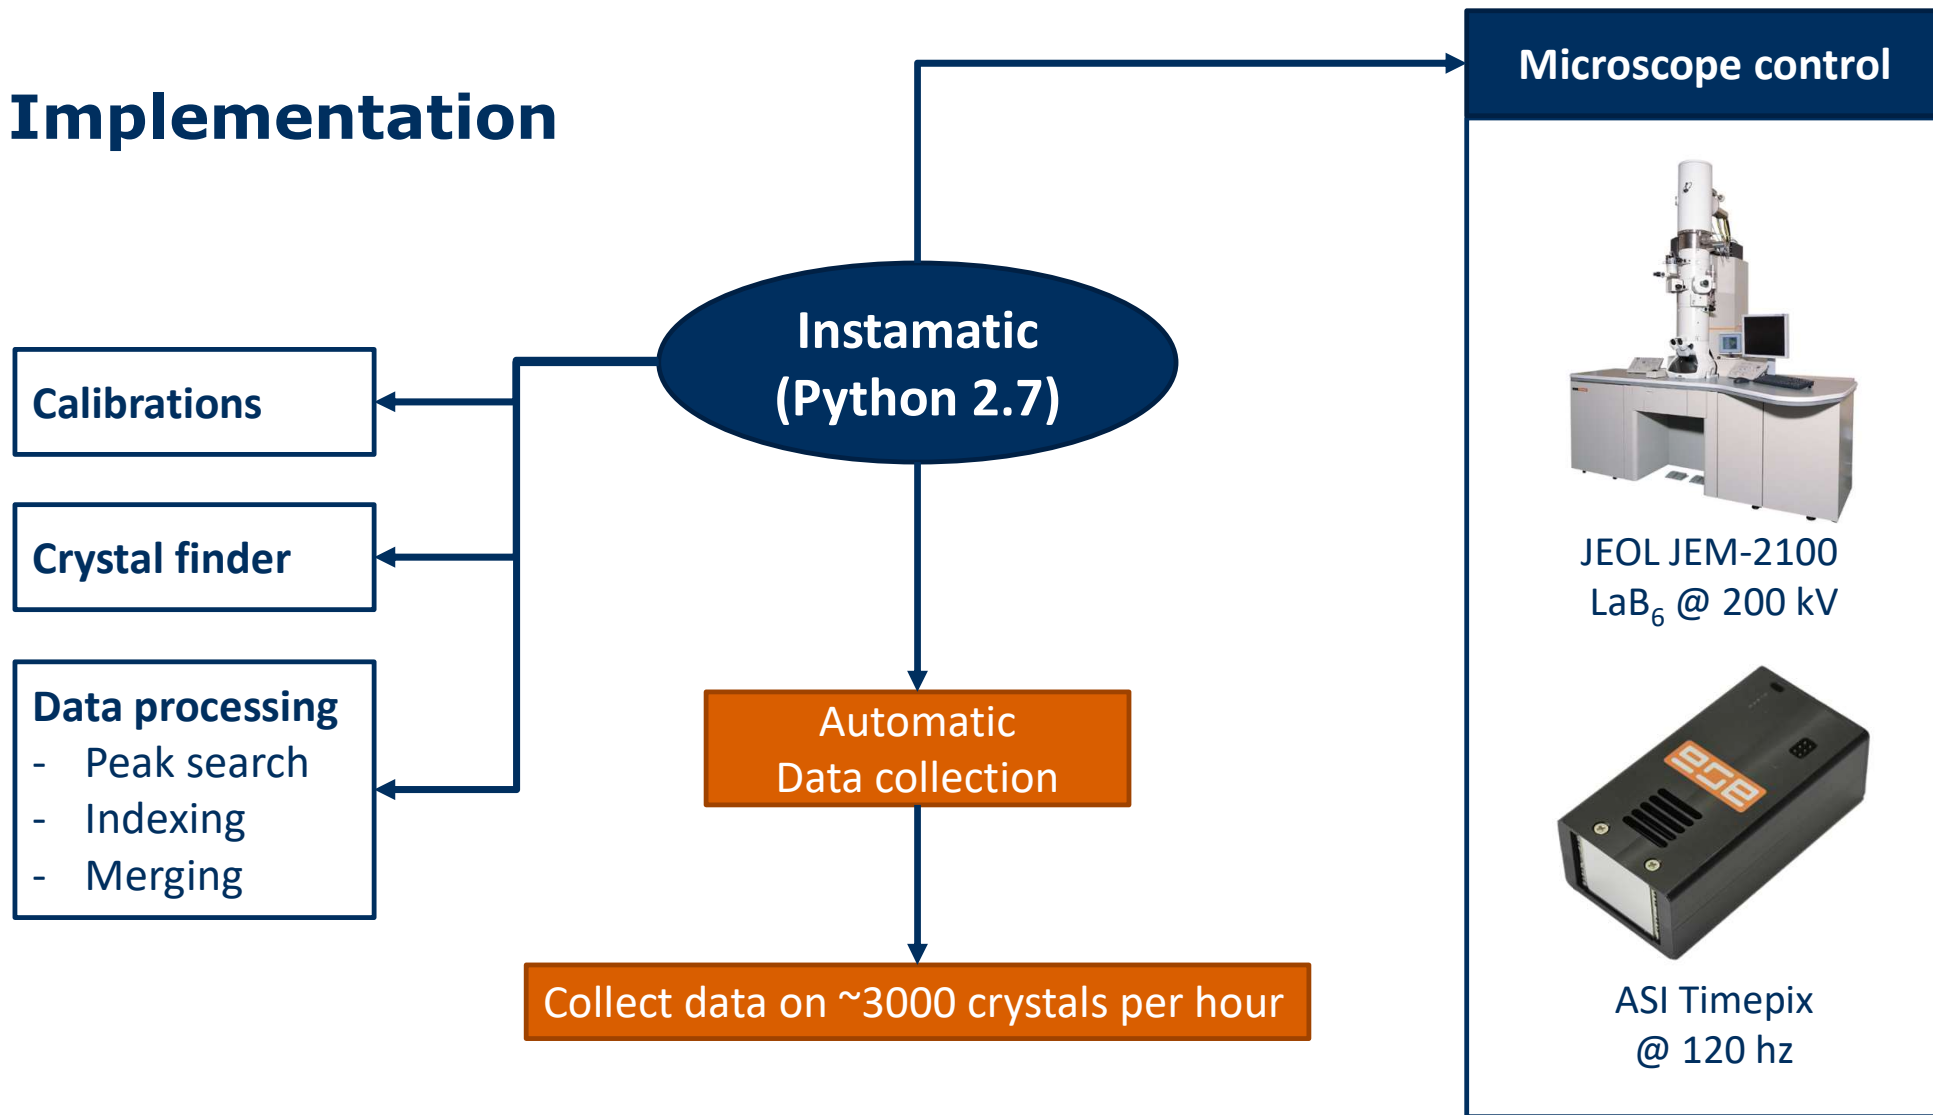 Implementation
Microscope control
Instamatic
(Python 2.7)
Calibrations
Crystal finder
Data processing
- Peak search
- Indexing
- Merging
Automatic
Data collection
Collect data on ~3000 crystals per hour
JEOL JEM-2100
LaB₆ @ 200 kV
ASI Timepix
@ 120 hz